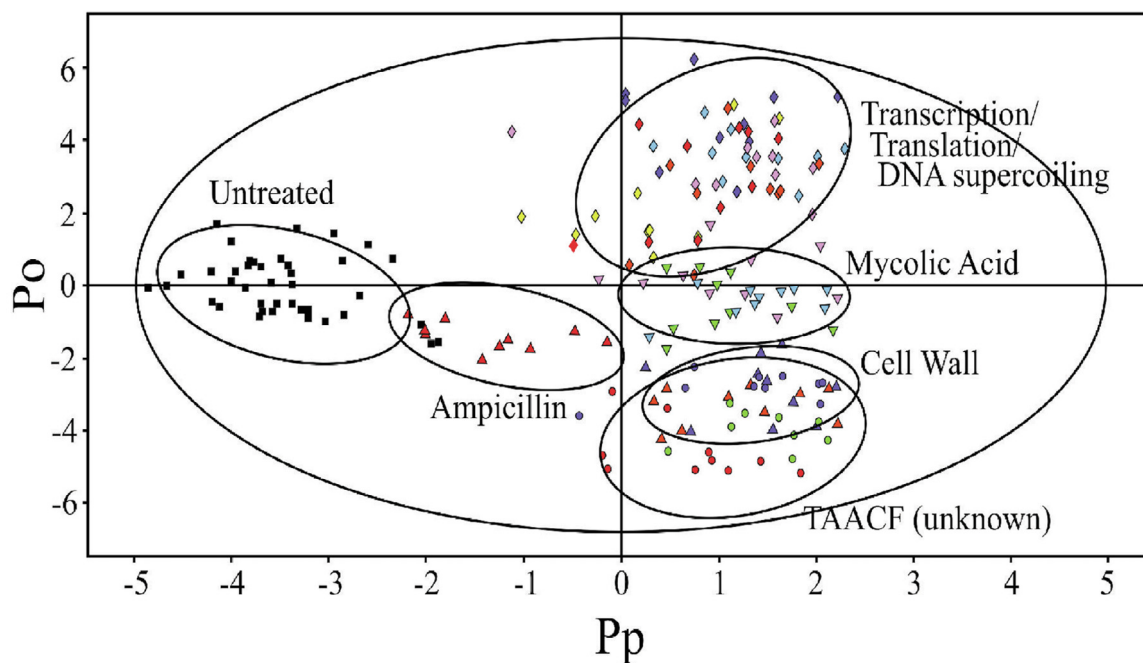 6
4
2
0
-2
-4
-6
Po
Untreated
Ampicillin
Transcription/
Translation/
DNA supercoiling
Mycolic Acid
Cell Wall
TAACF (unknown)
-5 -4 -3 -2 -1 0 1 2 3 4 5
Pp